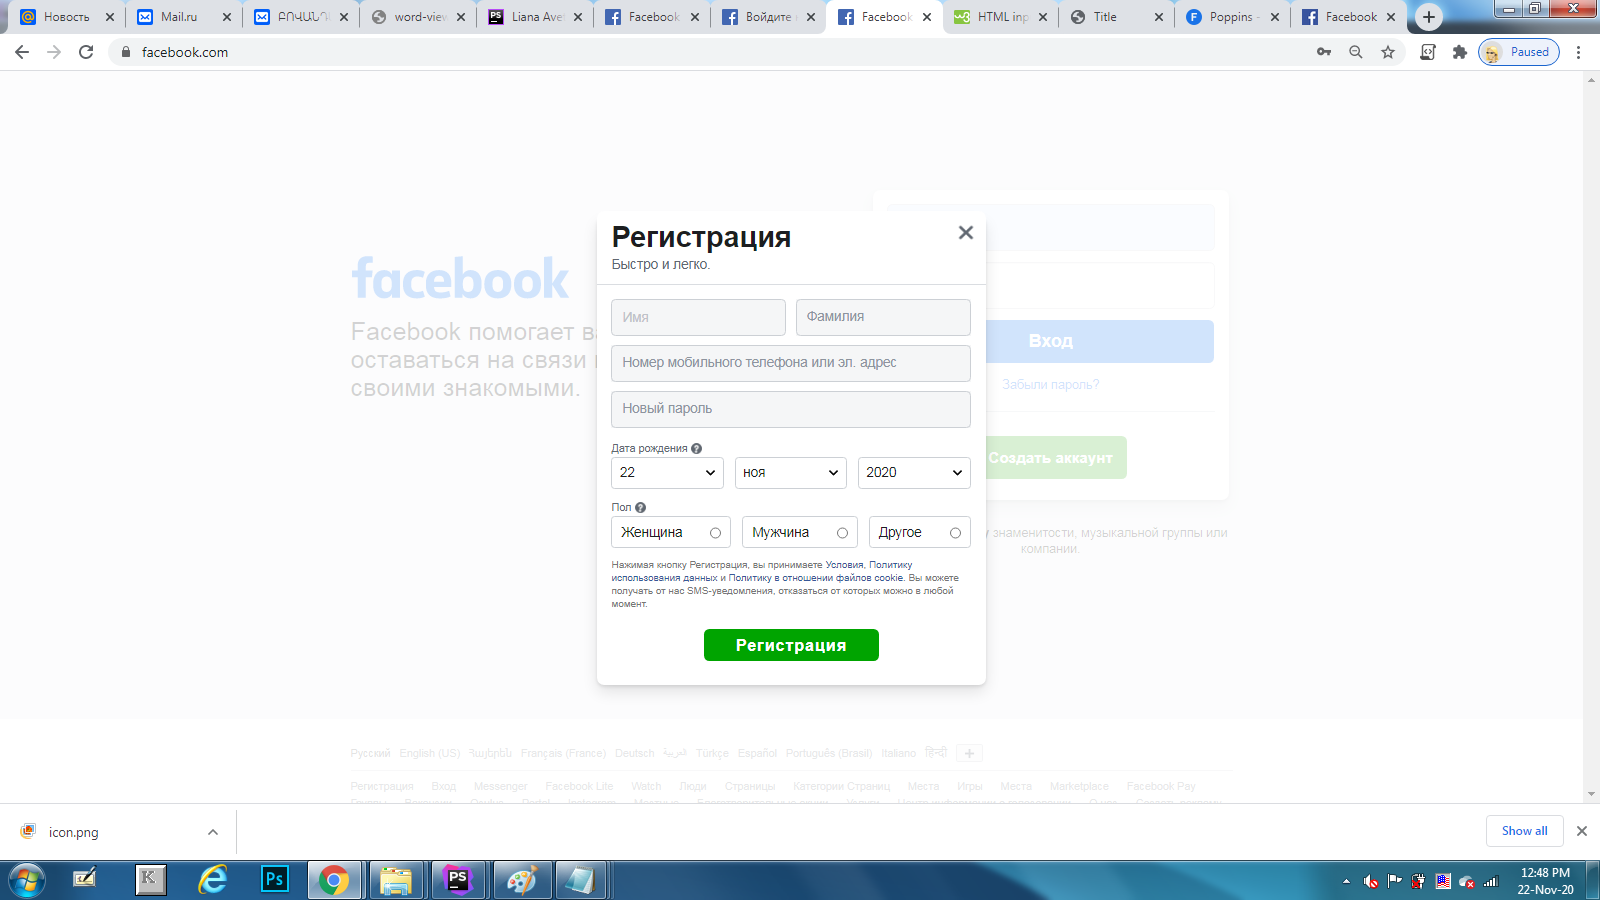 Новость
Mail.ru
word-view
Liana Avet
Facebook
Войдите
Facebook
HTML inp
Title
Poppins -
Facebook
facebook.com
Paused
facebook
Facebook помогает ва
оставаться на связи
своими знакомыми.
Регистрация
Быстро и легко.
Имя
Фамилия
Номер мобильного телефона или эл. адрес
Новый пароль
Дата рождения
22 ноя 2020
Пол
Женщина Мужчина Другое
Нажимая кнопку Регистрация, вы принимаете Условия, Политику
использования данных и Политику в отношении файлов cookie. Вы можете
получать от нас SMS-уведомления, отказаться от которых можно в любой
момент.
Регистрация
Вход
Забыли пароль?
Создать аккаунт
у знаменитости, музыкальной группы или
компании.
Русский English (US) Հայերեն Français (France) Deutsch العربية Türkçe Español Português (Brasil) Italiano हिन्दी
Регистрация Вход Messenger Facebook Lite Watch Люди Страницы Категории Страниц Места Игры Места Marketplace Facebook Pay
icon.png
Show all
12:48 PM
22-Nov-20